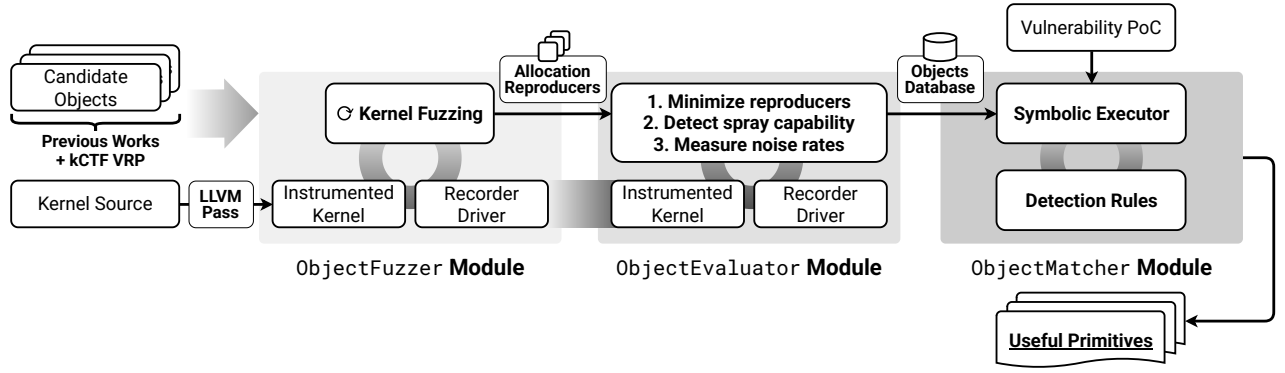 Candidate
Objects
Previous Works
+ kCTF VRP
Kernel Source
LLVM
Pass
Kernel Fuzzing
Instrumented
Kernel
Recorder
Driver
ObjectFuzzer Module
Allocation
Reproducers
1. Minimize reproducers
2. Detect spray capability
3. Measure noise rates
Instrumented
Kernel
Recorder
Driver
ObjectEvaluator Module
Objects
Database
Vulnerability PoC
Symbolic Executor
Detection Rules
ObjectMatcher Module
Useful Primitives